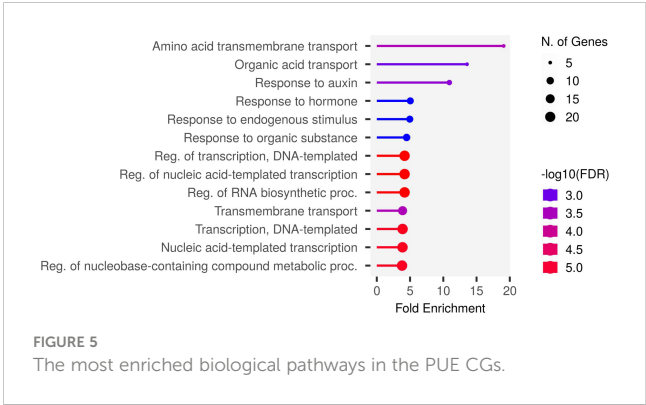 Amino acid transmembrane transport
Organic acid transport
Response to auxin
Response to hormone
Response to endogenous stimulus
Response to organic substance
Reg. of transcription, DNA-templated
Reg. of nucleic acid-templated transcription
Reg. of RNA biosynthetic proc.
Transmembrane transport
Transcription, DNA-templated
Nucleic acid-templated transcription
Reg. of nucleobase-containing compound metabolic proc.
0 5 10 15 20
Fold Enrichment
N. of Genes
5
10
15
20
-log10(FDR)
3.0
3.5
4.0
4.5
5.0
FIGURE 5
The most enriched biological pathways in the PUE CGs.